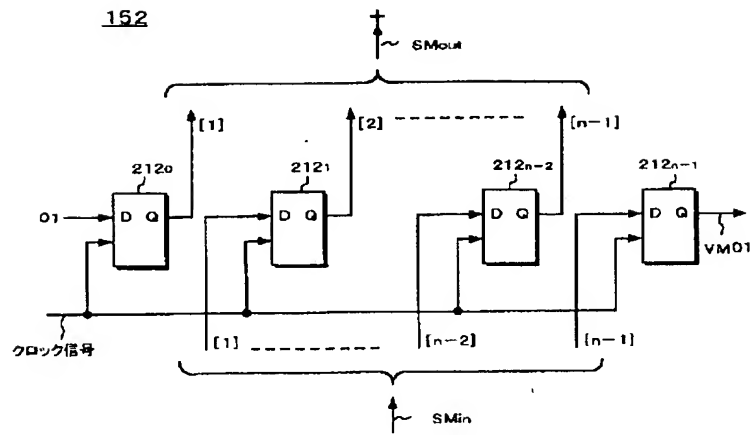 152
SMout
[1]
[2]
[n-1]
212₀
212₁
212n-2
212n-1
01
D Q
D Q
D Q
D Q
VM01
クロック信号
[1]
[n-2]
[n-1]
SMin